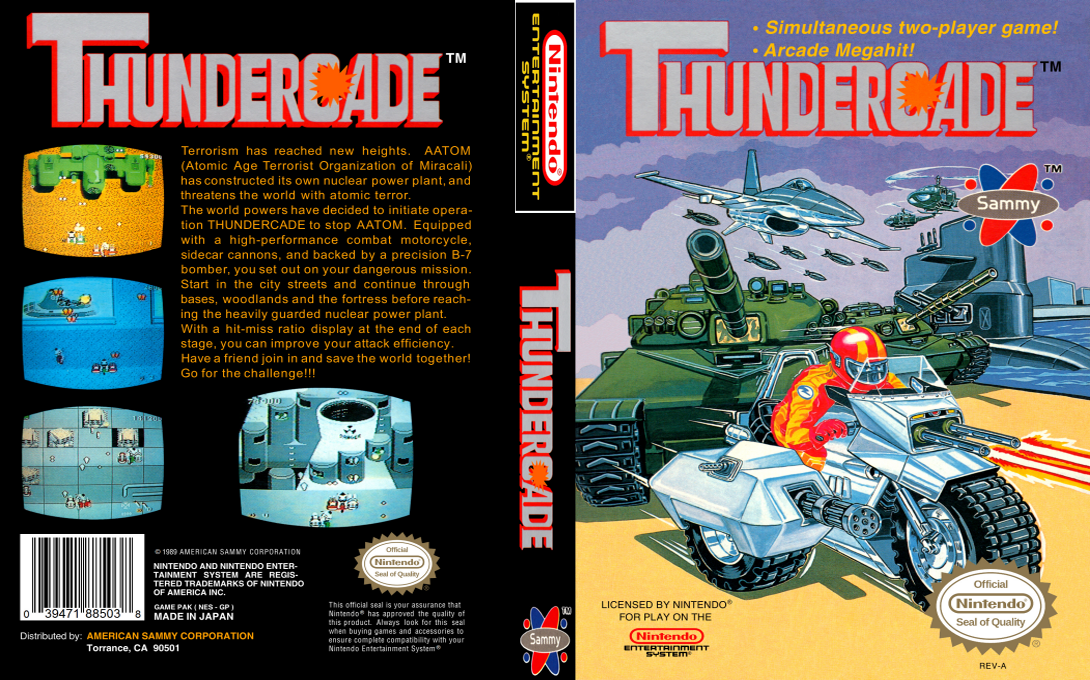 THUNDERCADE™
Terrorism has reached new heights. AATOM
(Atomic Age Terrorist Organization of Miracali)
has constructed its own nuclear power plant, and
threatens the world with atomic terror.
The world powers have decided to initiate opera-
tion THUNDERCADE to stop AATOM. Equipped
with a high-performance combat motorcycle,
sidecar cannons, and backed by a precision B-7
bomber, you set out on your dangerous mission.
Start in the city streets and continue through
bases, woodlands and the fortress before reach-
ing the heavily guarded nuclear power plant.
With a hit-miss ratio display at the end of each
stage, you can improve your attack efficiency.
Have a friend join in and save the world together!
Go for the challenge!!!
DANGER
© 1989 AMERICAN SAMMY CORPORATION
NINTENDO AND NINTENDO ENTER-
TAINMENT SYSTEM ARE REGIS-
TERED TRADEMARKS OF NINTENDO
OF AMERICA INC.
GAME PAK ( NES - GP )
MADE IN JAPAN
0 39471 88503 8
Distributed by: AMERICAN SAMMY CORPORATION
Torrance, CA 90501
Official
Nintendo
Seal of Quality
®
This official seal is your assurance that
Nintendo® has approved the quality of
this product. Always look for this seal
when buying games and accessories to
ensure complete compatibility with your
Nintendo Entertainment System®
Nintendo®
ENTERTAINMENT
SYSTEM®
THUNDERCADE
Sammy™
• Simultaneous two-player game!
• Arcade Megahit!
THUNDERCADE™
Sammy™
LICENSED BY NINTENDO®
FOR PLAY ON THE
Nintendo
ENTERTAINMENT
SYSTEM®
Official
Nintendo
Seal of Quality
®
REV-A